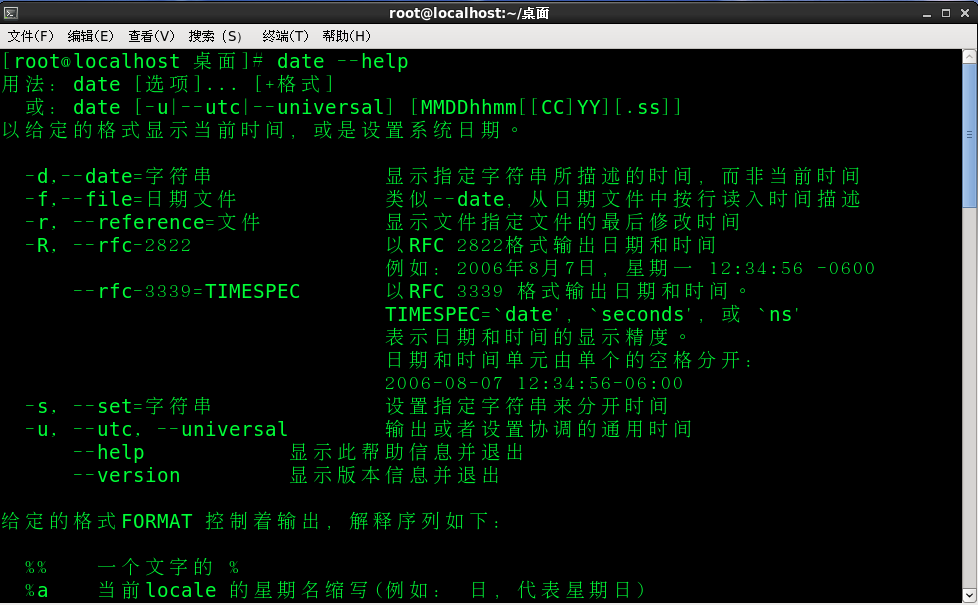 root@localhost:~/桌面
文件(F) 编辑(E) 查看(V) 搜索 (S) 终端(T) 帮助(H)
[root@localhost 桌面]# date --help
用法: date [选项]... [+格式]
或: date [-u|--utc|--universal] [MMDDhhmm[[CC]YY][.ss]]
以给定的格式显示当前时间, 或是设置系统日期。
-d,--date=字符串 显示指定字符串所描述的时间, 而非当前时间
-f,--file=日期文件 类似--date, 从日期文件中按行读入时间描述
-r, --reference=文件 显示文件指定文件的最后修改时间
-R, --rfc-2822 以RFC 2822格式输出日期和时间
例如: 2006年8月7日, 星期一 12:34:56 -0600
--rfc-3339=TIMESPEC 以RFC 3339 格式输出日期和时间。
TIMESPEC=`date', `seconds', 或 `ns'
表示日期和时间的显示精度。
日期和时间单元由单个的空格分开:
2006-08-07 12:34:56-06:00
-s, --set=字符串 设置指定字符串来分开时间
-u, --utc, --universal 输出或者设置协调的通用时间
--help 显示此帮助信息并退出
--version 显示版本信息并退出
给定的格式FORMAT 控制着输出, 解释序列如下:
%% 一个文字的 %
%a 当前locale 的星期名缩写(例如: 日, 代表星期日)